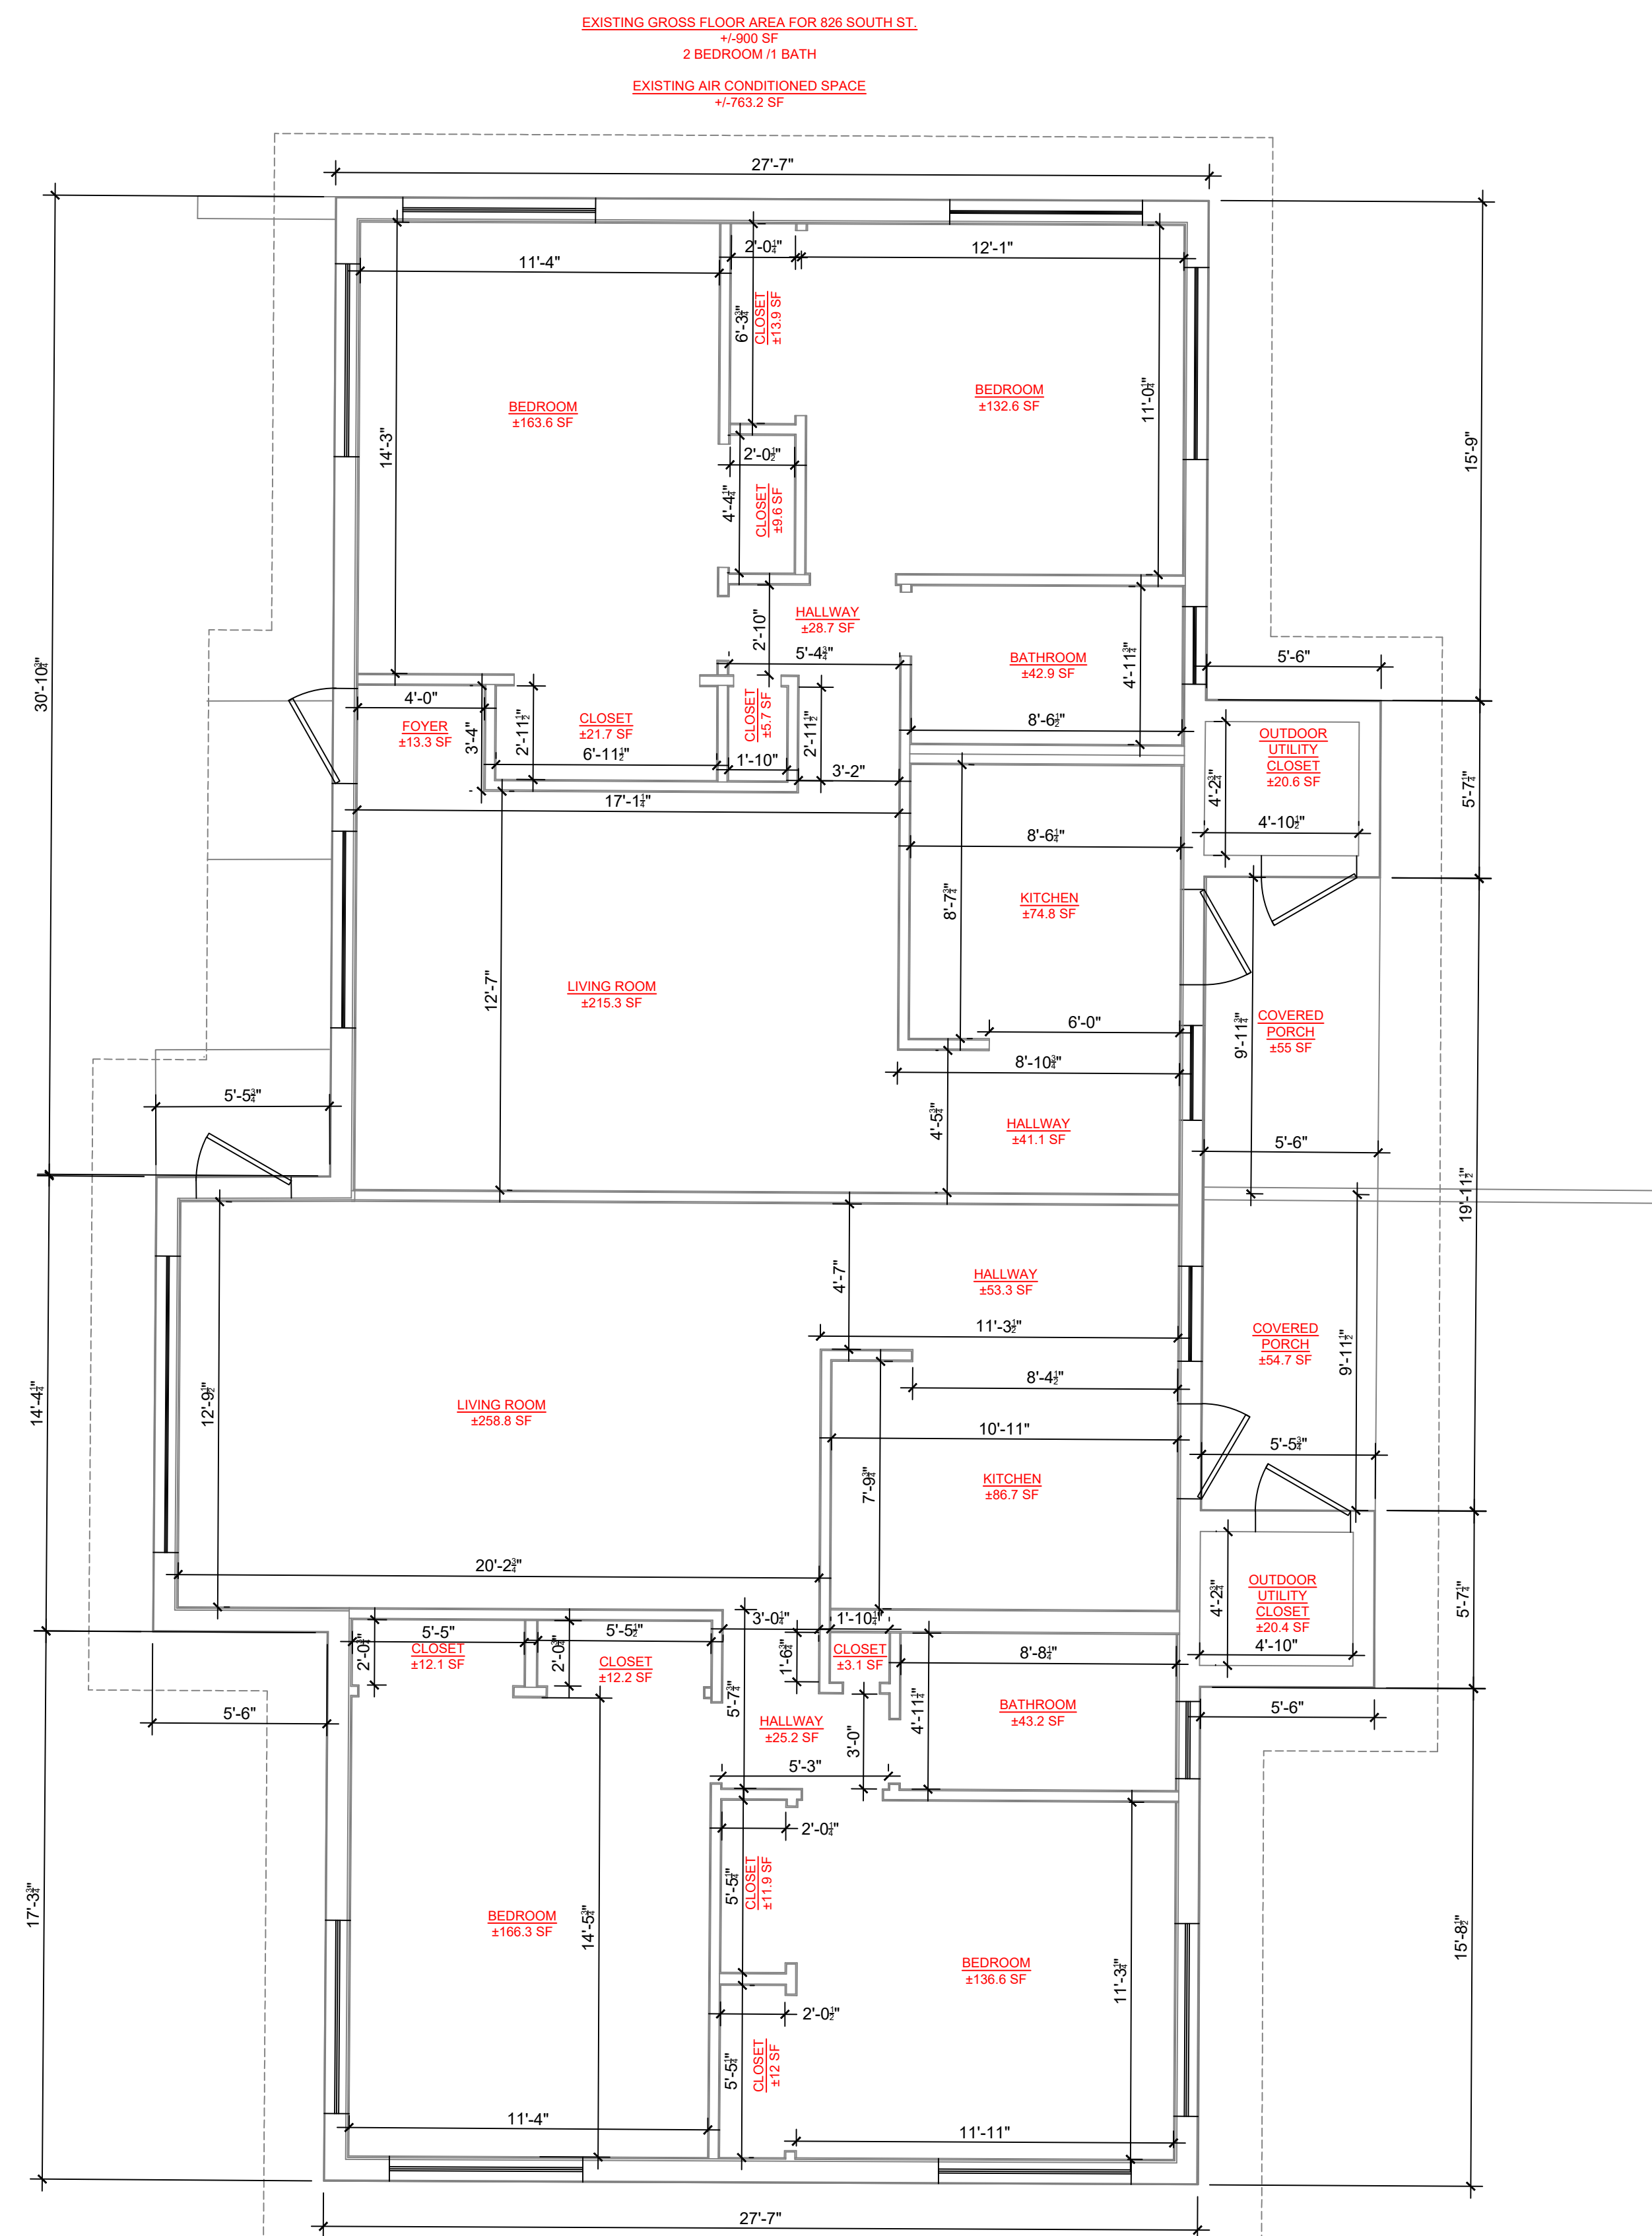 EXISTING GROSS FLOOR AREA FOR 826 SOUTH ST.
+/-900 SF
2 BEDROOM /1 BATH
EXISTING AIR CONDITIONED SPACE
+/-763.2 SF
27'-7"
2'-0¼"
12'-1"
11'-4"
6'-3¾"
CLOSET
±13.9 SF
BEDROOM
±163.6 SF
BEDROOM
±132.6 SF
11'-0¼"
14'-3"
15'-9"
2'-0½"
4'-4¼"
CLOSET
±9.6 SF
30'-10¾"
2'-10"
HALLWAY
±28.7 SF
5'-4¾"
BATHROOM
±42.9 SF
4'-11¾"
5'-6"
4'-0"
FOYER
±13.3 SF
3'-4"
2'-11½"
CLOSET
±21.7 SF
6'-11½"
CLOSET
±5.7 SF
1'-10"
2'-11½"
3'-2"
8'-6½"
OUTDOOR
UTILITY
CLOSET
±20.6 SF
4'-2¾"
4'-10½"
5'-7¼"
17'-1¼"
8'-6¼"
8'-7¾"
KITCHEN
±74.8 SF
12'-7"
LIVING ROOM
±215.3 SF
6'-0"
COVERED
PORCH
±55 SF
9'-11¾"
8'-10¾"
5'-5¾"
4'-5¾"
HALLWAY
±41.1 SF
5'-6"
19'-11½"
4'-7"
HALLWAY
±53.3 SF
11'-3½"
COVERED
PORCH
±54.7 SF
9'-11½"
8'-4½"
14'-4¼"
12'-9½"
LIVING ROOM
±258.8 SF
10'-11"
5'-5¾"
7'-9¾"
KITCHEN
±86.7 SF
20'-2¾"
OUTDOOR
UTILITY
CLOSET
±20.4 SF
4'-2¾"
4'-10"
5'-7¼"
3'-0¼"
1'-10¼"
2'-0¾"
5'-5"
CLOSET
±12.1 SF
2'-0¾"
5'-5½"
CLOSET
±12.2 SF
1'-6¾"
CLOSET
±3.1 SF
8'-8¼"
5'-7¾"
4'-11¼"
BATHROOM
±43.2 SF
5'-6"
HALLWAY
±25.2 SF
3'-0"
5'-6"
5'-3"
2'-0¼"
5'-5¼"
CLOSET
±11.9 SF
17'-3¾"
BEDROOM
±166.3 SF
14'-5¾"
BEDROOM
±136.6 SF
11'-3¼"
15'-8½"
2'-0½"
5'-5¼"
CLOSET
±12 SF
11'-4"
11'-11"
27'-7"